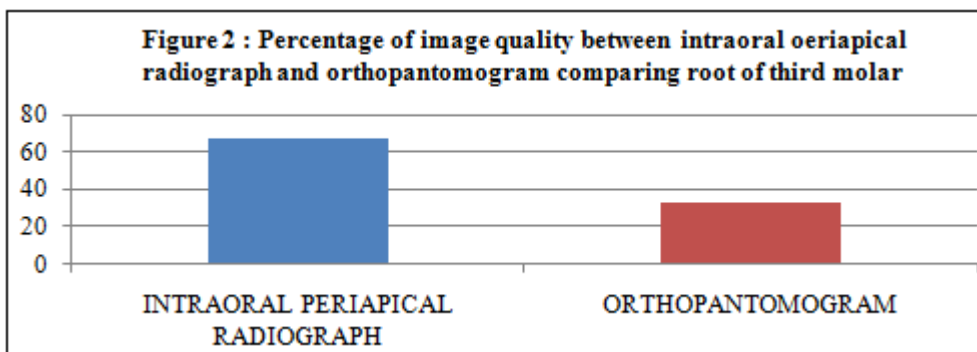 Figure 2 : Percentage of image quality between intraoral oeriapical
radiograph and orthopantomogram comparing root of third molar
80
60
40
20
0
INTRAORAL PERIAPICAL
RADIOGRAPH
ORTHOPANTOMOGRAM